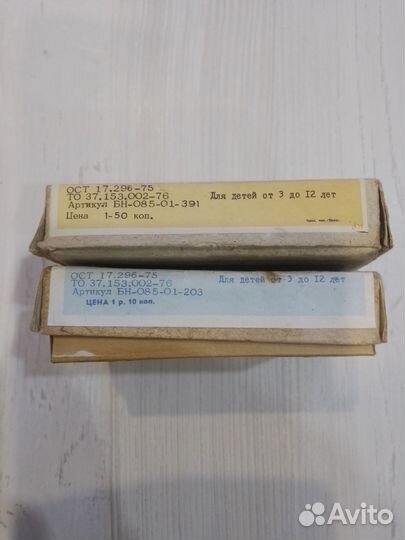 ОСТ 17.296-75
ТО 37.153.002-76
Для детей от 3 до 12 лет
Артикул БН-085-01-391
Цена 1-50 коп.
ОСТ 17.296-75
Для детей от 3 до 12 лет
ТО 37.153.002-76
Артикул БН-085-01-203
ЦЕНА 1 р. 10 коп.
Avito